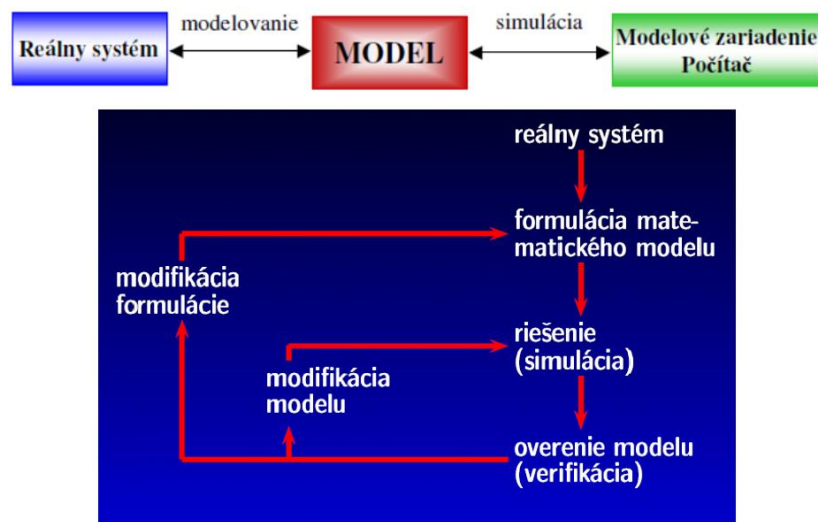 modelovanie
simulácia
Reálny systém
MODEL
Modelové zariadenie
Počítač
reálny systém
formulácia mate-
matického modelu
modifikácia
formulácie
riešenie
(simulácia)
modifikácia
modelu
overenie modelu
(verifikácia)